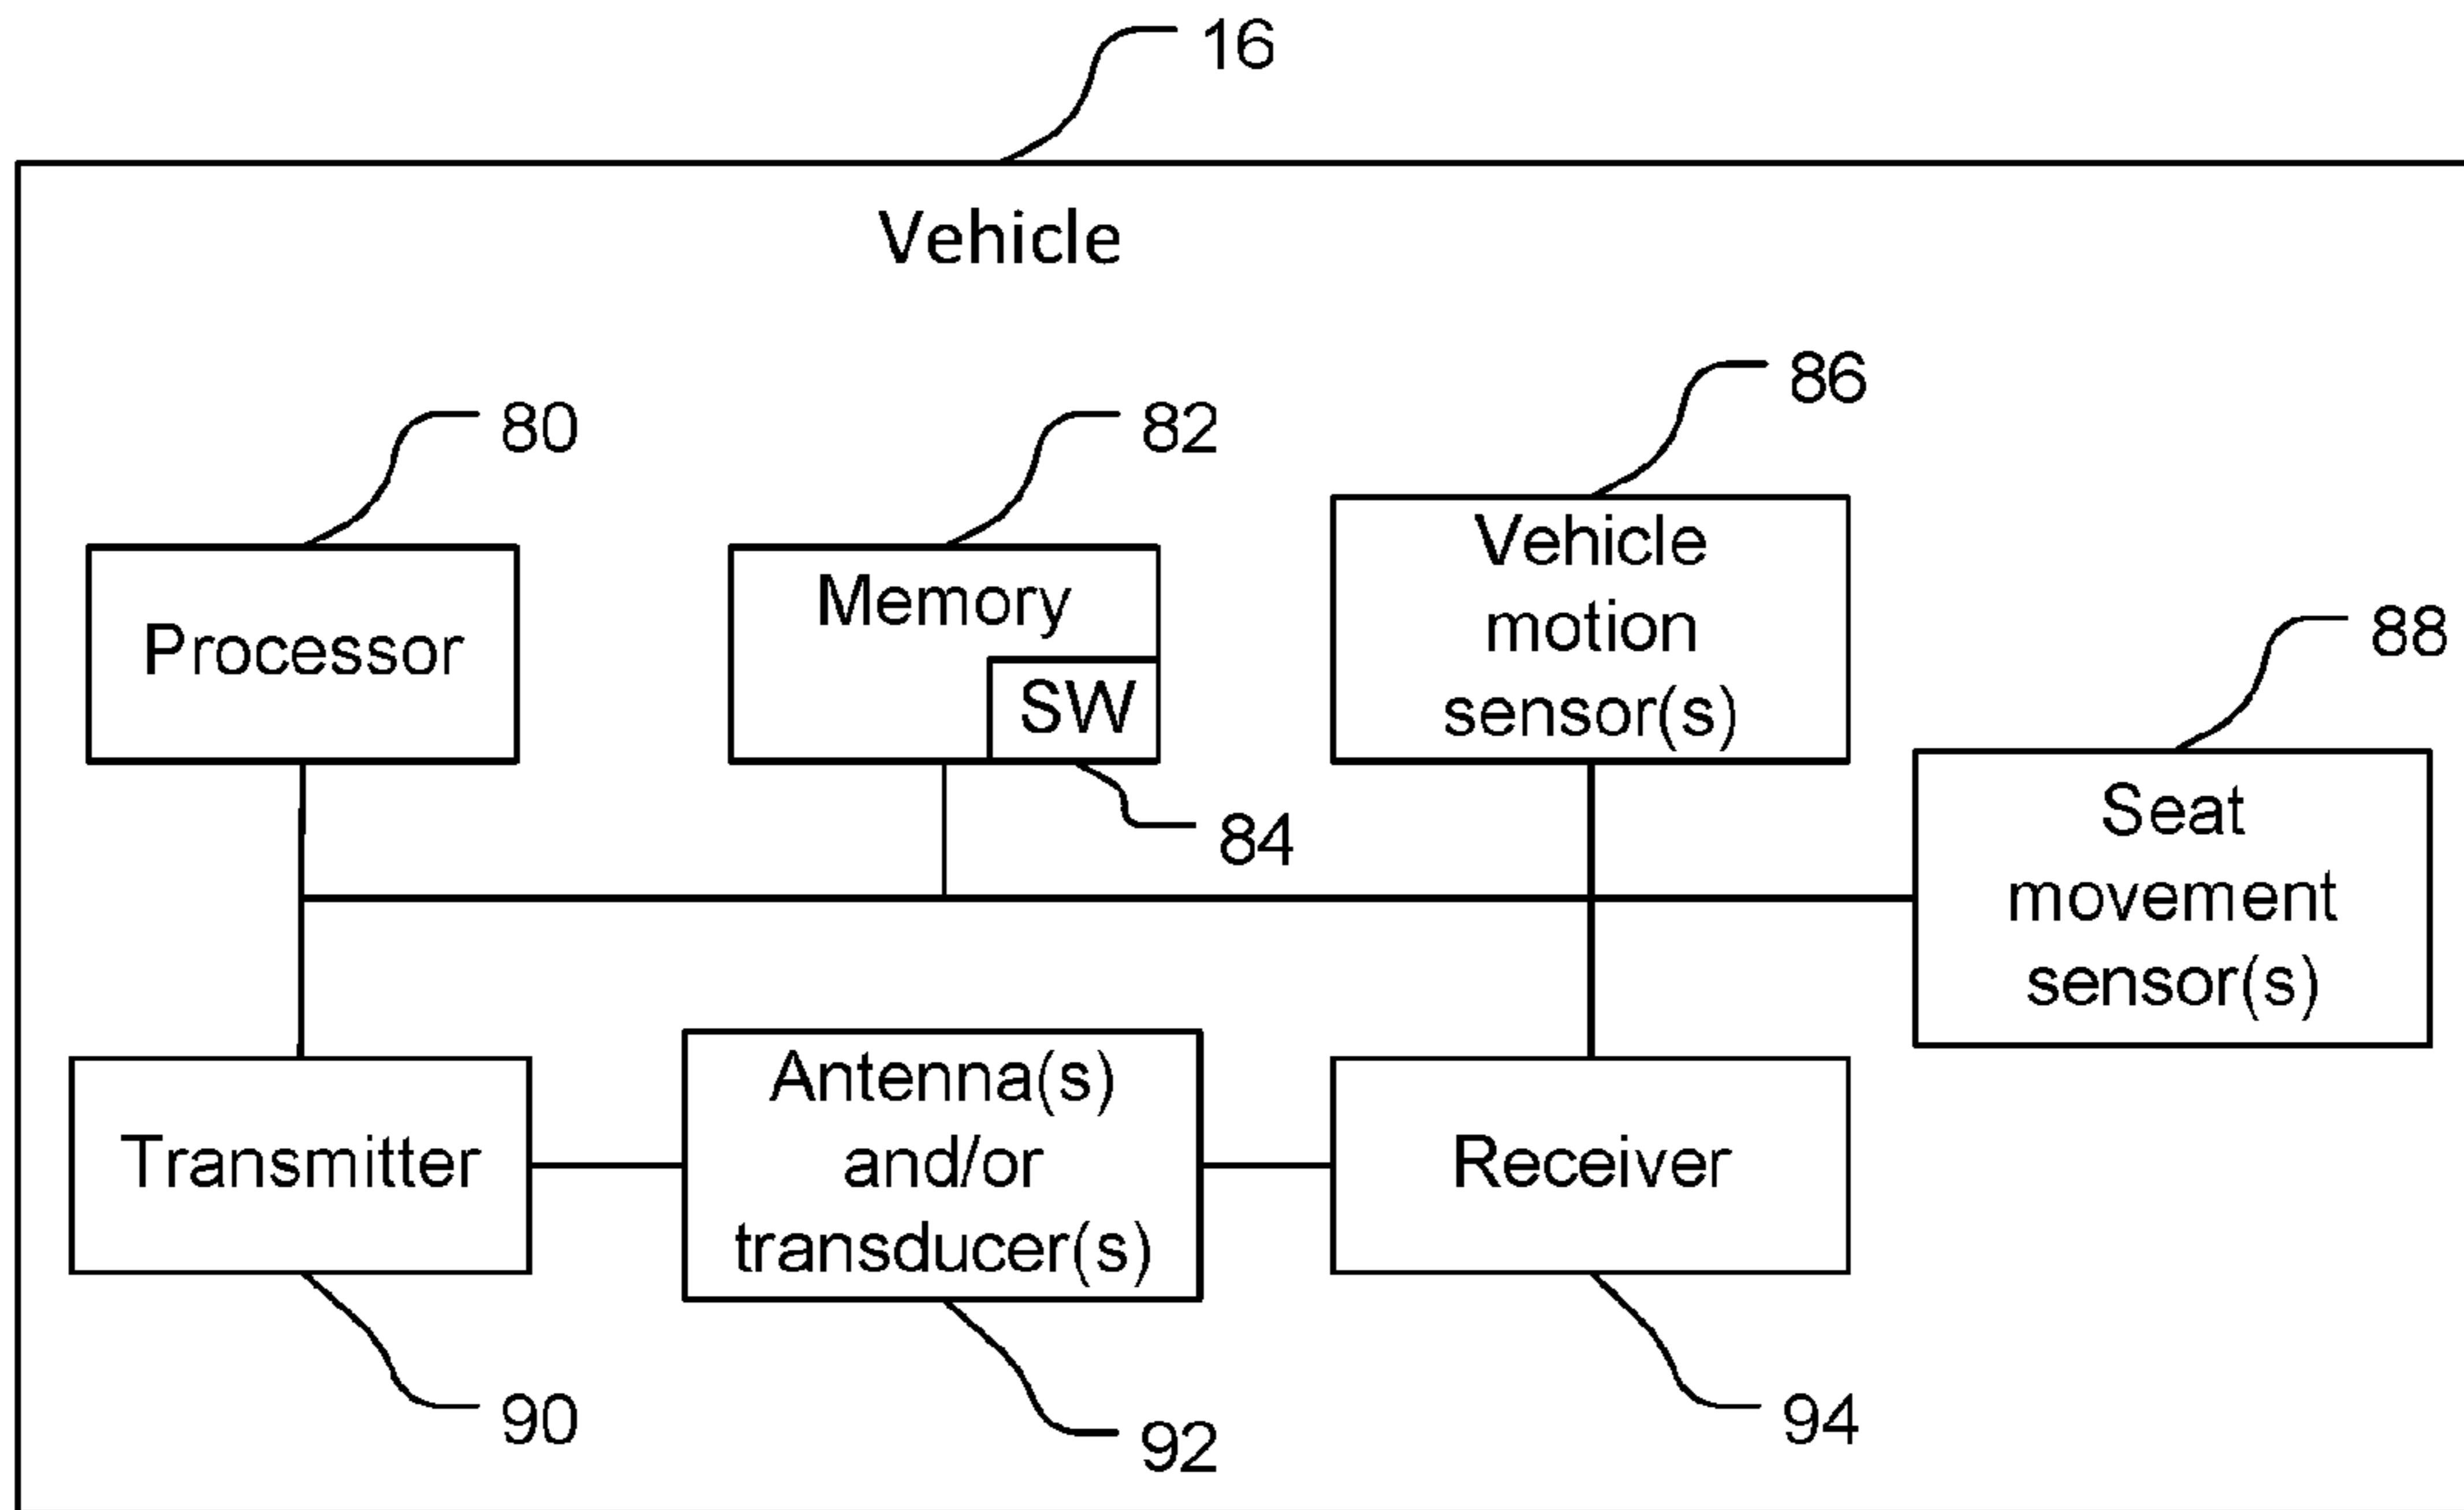 16
Vehicle
86
80
82
Vehicle
motion
sensor(s)
Memory
SW
Processor
88
84
Seat
movement
sensor(s)
Antenna(s)
and/or
transducer(s)
Transmitter
Receiver
90
92
94